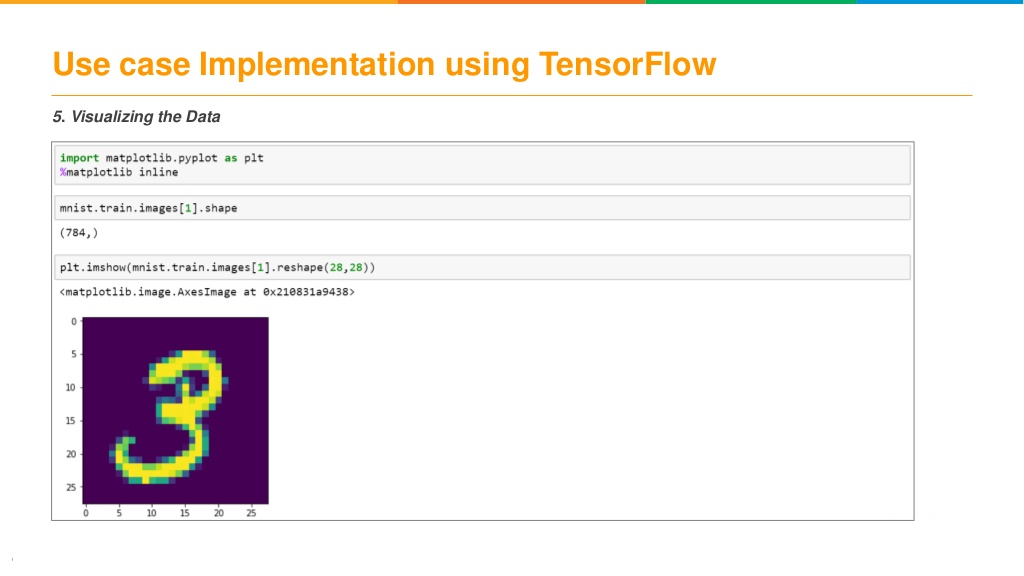 Use case Implementation using TensorFlow
5. Visualizing the Data
import matplotlib.pyplot as plt
%matplotlib inline
mnist.train.images[1].shape
(784,)
plt.imshow(mnist.train.images[1].reshape(28,28))
<matplotlib.image.AxesImage at 0x210831a9438>
0
5
10
15
20
25
0 5 10 15 20 25